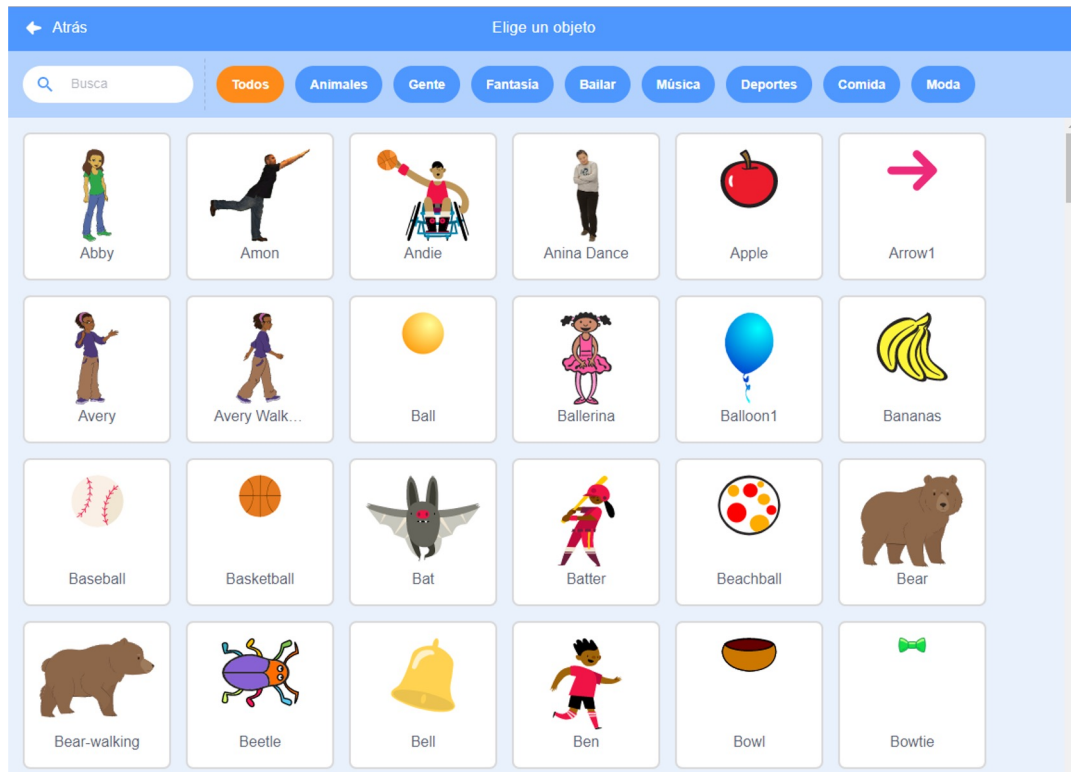 Atrás
Elige un objeto
Busca
Todos
Animales
Gente
Fantasía
Bailar
Música
Deportes
Comida
Moda
Abby
Amon
Andie
Anina Dance
Apple
Arrow1
Avery
Avery Walk...
Ball
Ballerina
Balloon1
Bananas
Baseball
Basketball
Bat
Batter
Beachball
Bear
Bear-walking
Beetle
Bell
Ben
Bowl
Bowtie